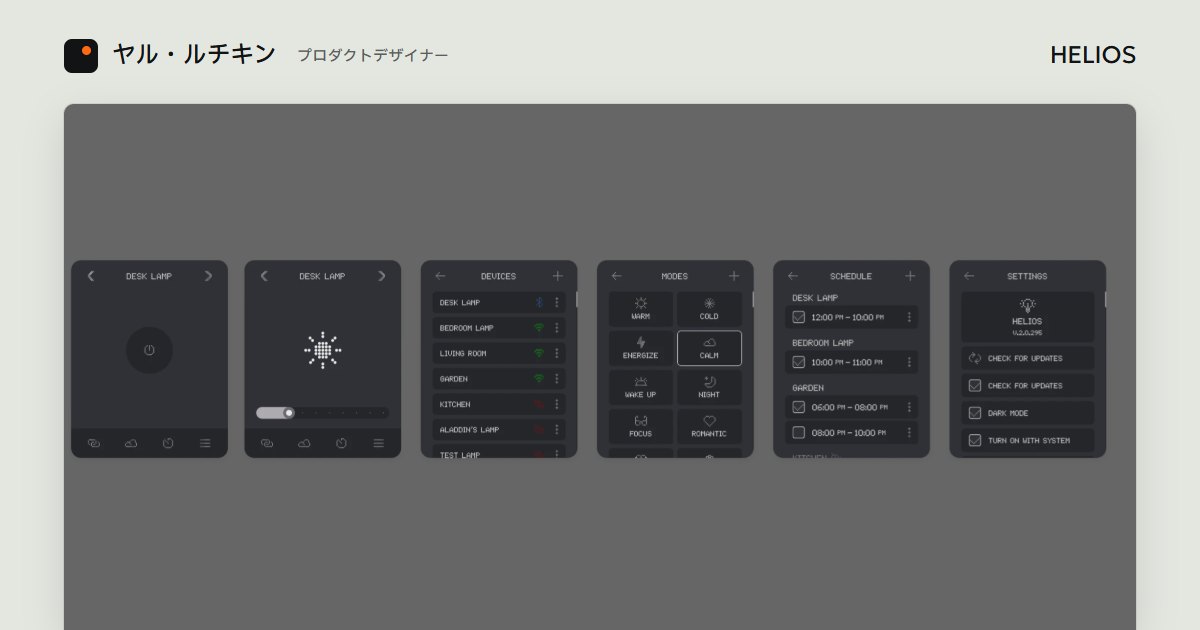 ヤル・ルチキン
プロダクトデザイナー
HELIOS
DESK LAMP
DESK LAMP
DEVICES
DESK LAMP
BEDROOM LAMP
LIVING ROOM
GARDEN
KITCHEN
ALADDIN'S LAMP
TEST LAMP
MODES
WARM
COLD
ENERGIZE
CALM
WAKE UP
NIGHT
FOCUS
ROMANTIC
SCHEDULE
DESK LAMP
12:00 PM – 10:00 PM
BEDROOM LAMP
10:00 PM – 11:00 PM
GARDEN
06:00 PM – 08:00 PM
08:00 PM – 10:00 PM
KITCHEN
SETTINGS
HELIOS
V.2.0.295
CHECK FOR UPDATES
CHECK FOR UPDATES
DARK MODE
TURN ON WITH SYSTEM